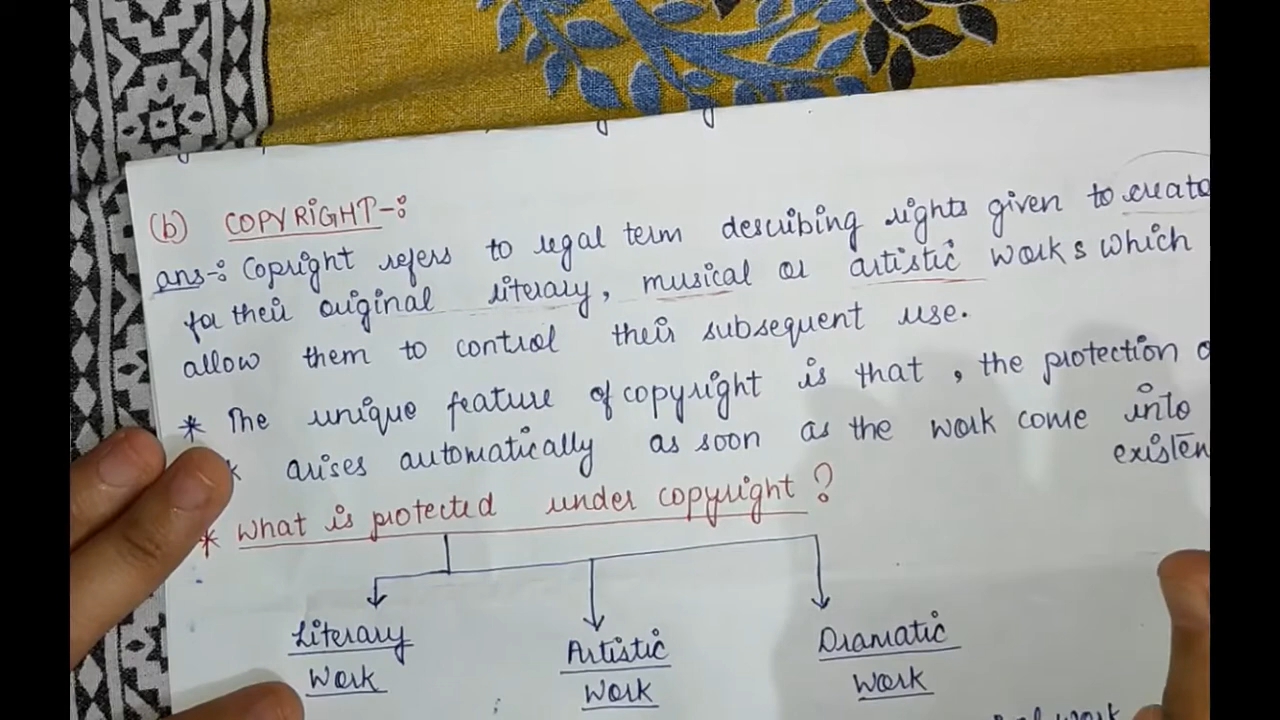 (b) COPYRIGHT-:
ans-: Copright refers to legal term describing rights given to creato
for their original literary, musical or artistic works which
allow them to control their subsequent use.
* The unique feature of copyright is that, the protection o
k arises automatically as soon as the work come into
existen
* What is protected under copyright?
Literary Work
Artistic Work
Dramatic Work
work